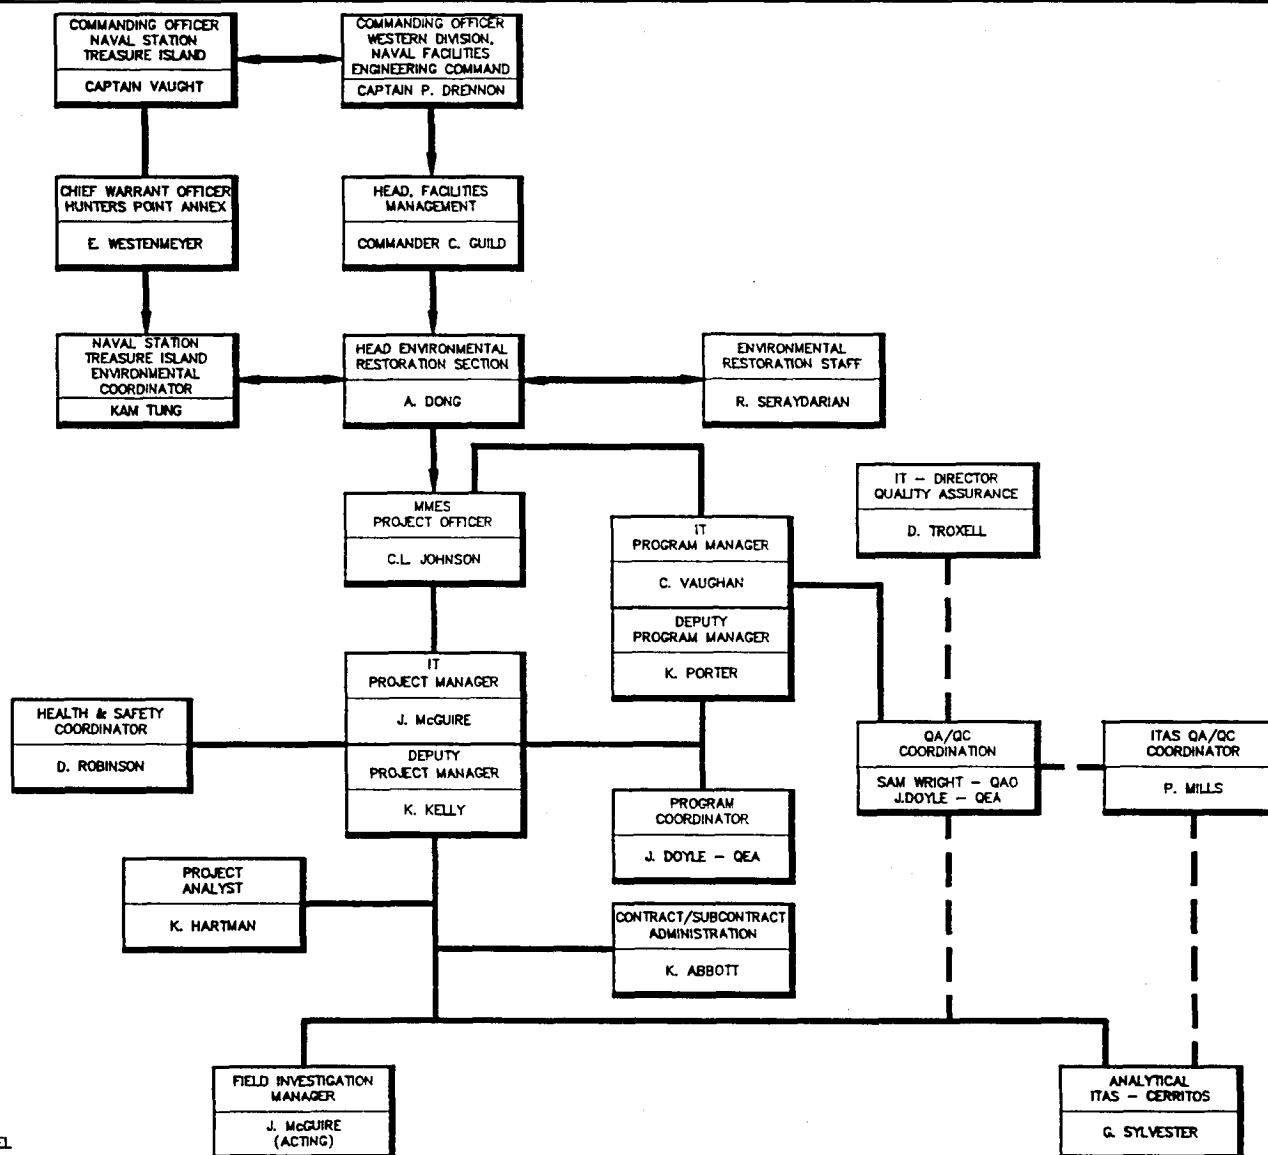 COMMANDING OFFICER
NAVAL STATION
TREASURE ISLAND
CAPTAIN VAUGHT
COMMANDING OFFICER
WESTERN DIVISION,
NAVAL FACILITIES
ENGINEERING COMMAND
CAPTAIN P. DRENNON
CHIEF WARRANT OFFICER
HUNTERS POINT ANNEX
E. WESTENMEYER
HEAD, FACILITIES
MANAGEMENT
COMMANDER C. GUILD
NAVAL STATION
TREASURE ISLAND
ENVIRONMENTAL
COORDINATOR
KAM TUNG
HEAD ENVIRONMENTAL
RESTORATION SECTION
A. DONG
ENVIRONMENTAL
RESTORATION STAFF
R. SERAYDARIAN
MMES
PROJECT OFFICER
C.L. JOHNSON
IT
PROGRAM MANAGER
C. VAUGHAN
DEPUTY
PROGRAM MANAGER
K. PORTER
IT – DIRECTOR
QUALITY ASSURANCE
D. TROXELL
HEALTH & SAFETY
COORDINATOR
D. ROBINSON
IT
PROJECT MANAGER
J. McGUIRE
DEPUTY
PROJECT MANAGER
K. KELLY
QA/QC
COORDINATION
SAM WRIGHT – QAO
J.DOYLE – QEA
ITAS QA/QC
COORDINATOR
P. MILLS
PROGRAM
COORDINATOR
J. DOYLE – QEA
PROJECT
ANALYST
K. HARTMAN
CONTRACT/SUBCONTRACT
ADMINISTRATION
K. ABBOTT
FIELD INVESTIGATION
MANAGER
J. McGUIRE
(ACTING)
ANALYTICAL
ITAS – CERRITOS
G. SYLVESTER